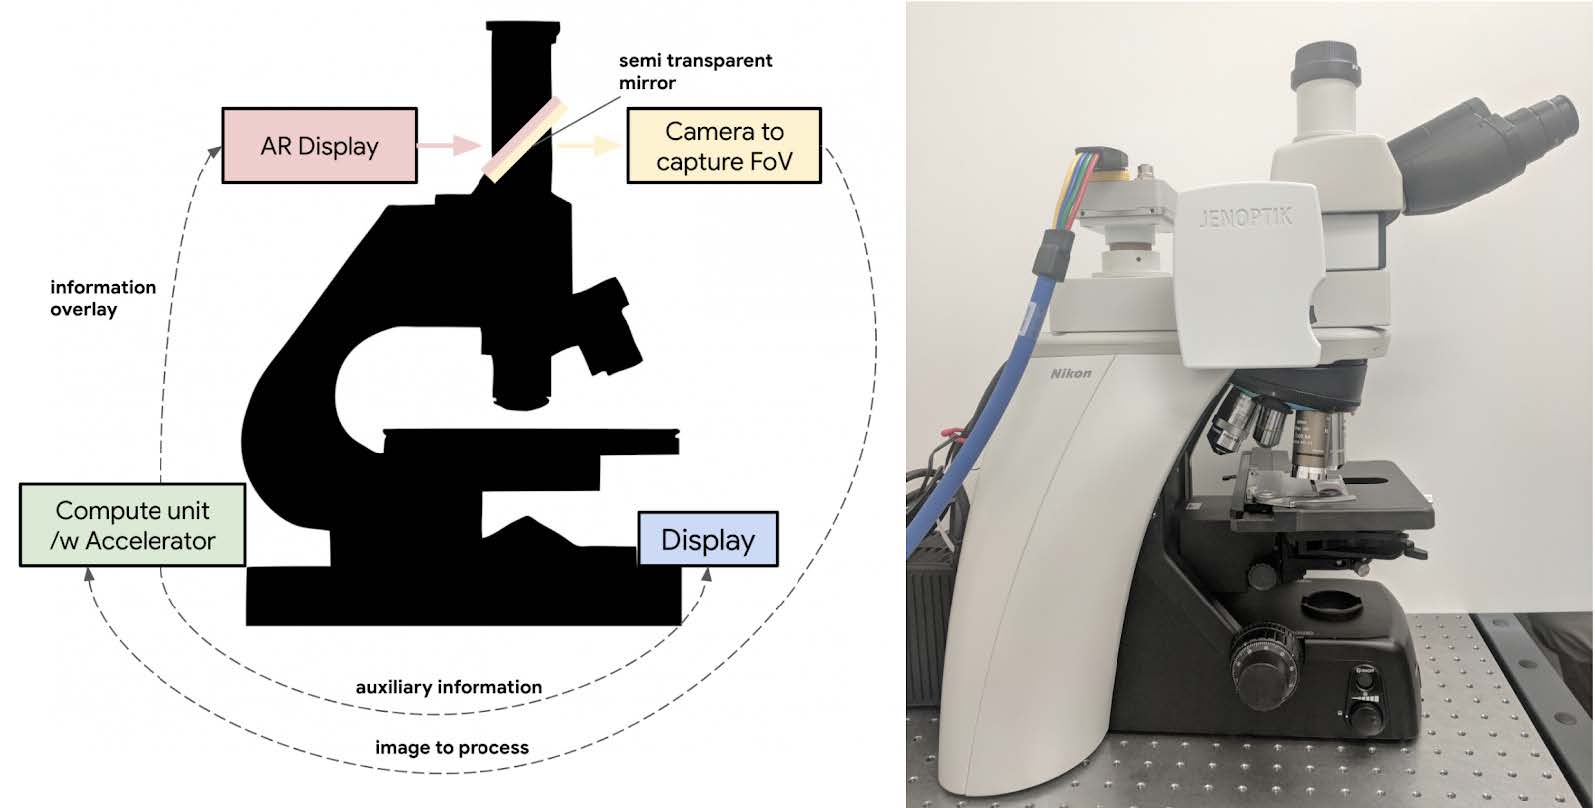 semi transparent
mirror
AR Display
Camera to
capture FoV
information
overlay
Compute unit
/w Accelerator
Display
auxiliary information
image to process
JENOPTIK
Nikon